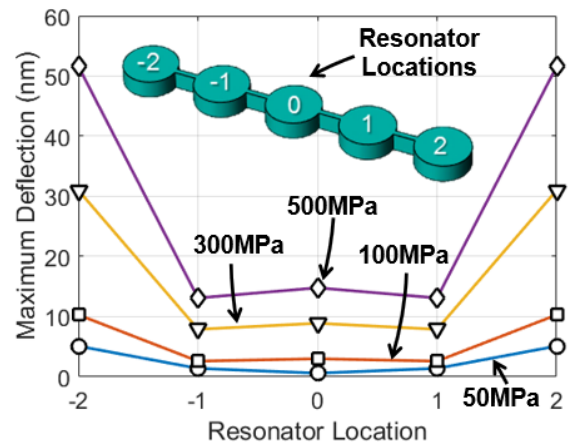 60
50
40
30
20
10
0
Maximum Deflection (nm)
-2
-1
0
1
2
Resonator
Locations
500MPa
300MPa
100MPa
50MPa
-2
-1
0
1
2
Resonator Location